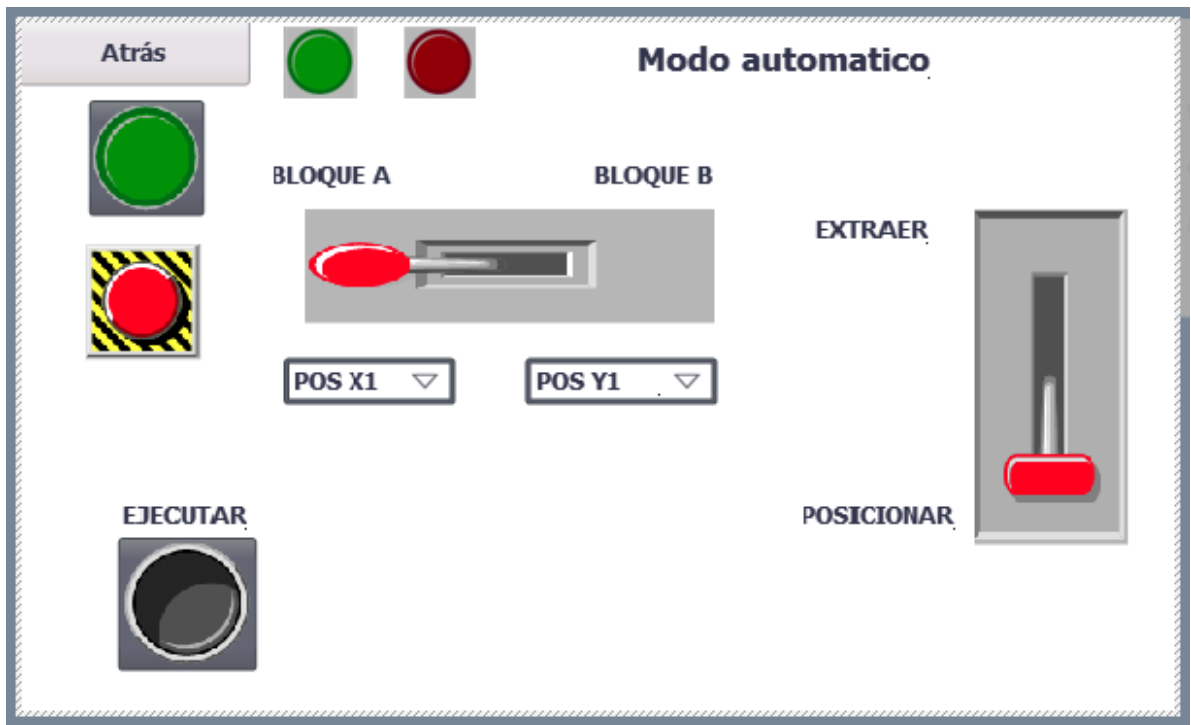 Atrás
Modo automatico
BLOQUE A
BLOQUE B
EXTRAER
POS X1
POS Y1
EJECUTAR
POSICIONAR